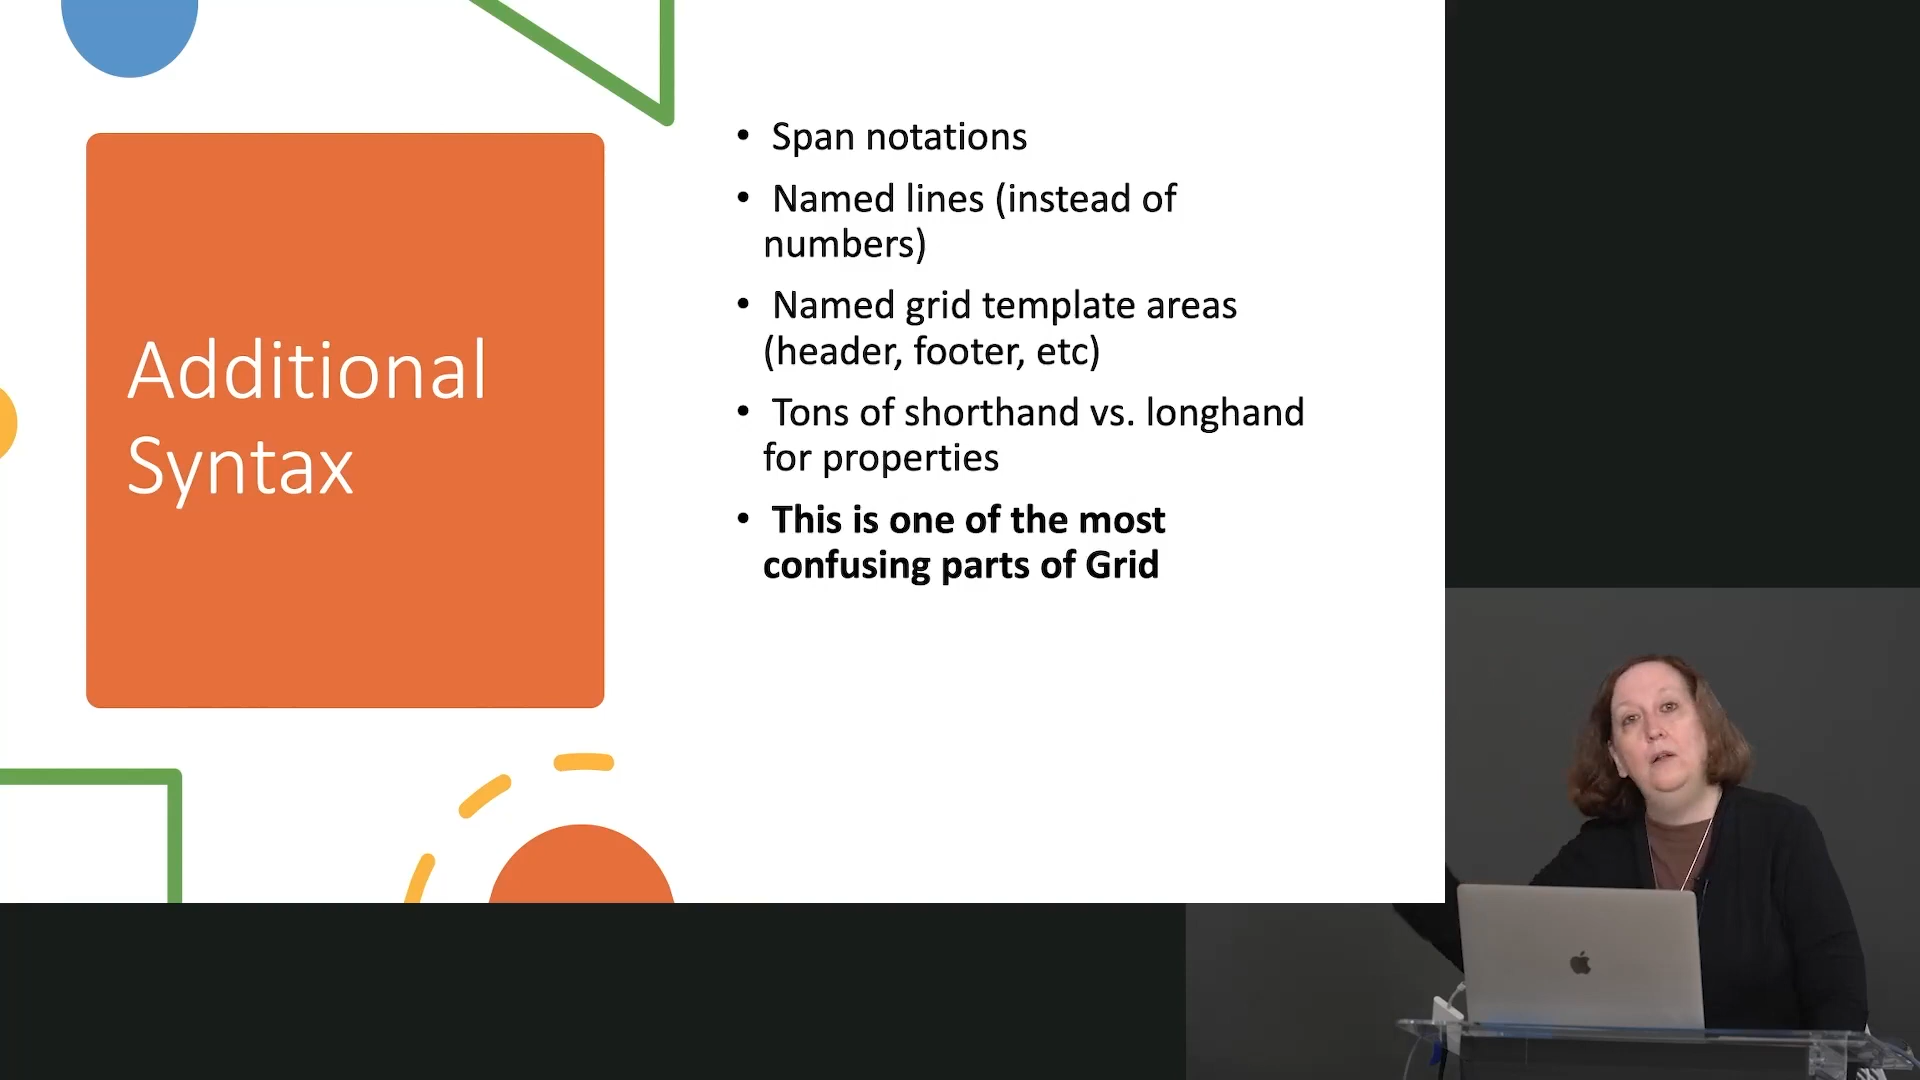 Additional
Syntax
• Span notations
• Named lines (instead of
numbers)
• Named grid template areas
(header, footer, etc)
• Tons of shorthand vs. longhand
for properties
• This is one of the most
confusing parts of Grid